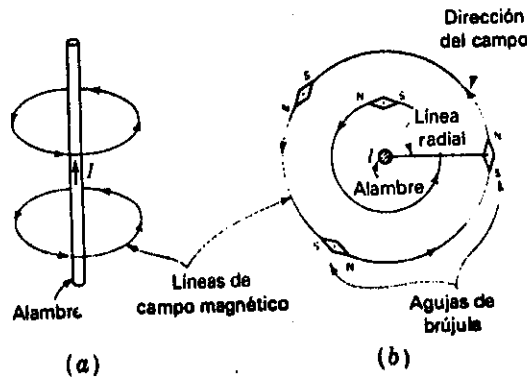 Dirección
del campo
S
N
N
S
Línea
radial
N
I
I
Alambre
S
S
N
Alambre
Líneas de
campo magnético
Agujas de
brújula
(a)
(b)